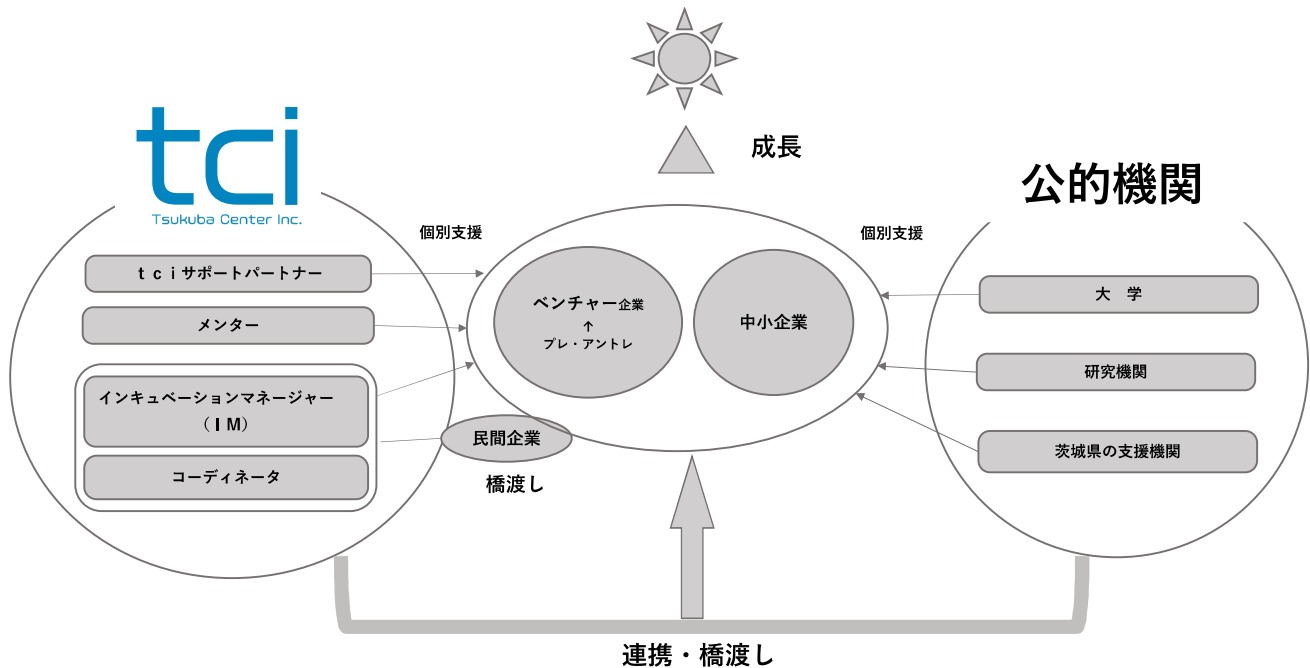 成長
tci
Tsukuba Center Inc.
公的機関
個別支援
個別支援
ｔｃｉサポートパートナー
メンター
インキュベーションマネージャー
（ＩＭ）
コーディネータ
ベンチャー企業
↑
プレ・アントレ
中小企業
民間企業
橋渡し
大　学
研究機関
茨城県の支援機関
連携・橋渡し